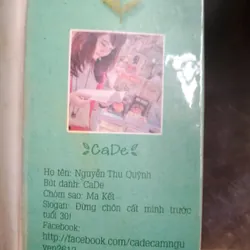 CaDe
Họ tên: Nguyễn Thu Quỳnh
Bút danh: CaDe
Chòm sao: Ma Kết
Slogan: Đừng chôn cất mình trước
tuổi 30!
Facebook:
http://facebook.com/cadecamngu
yen2612